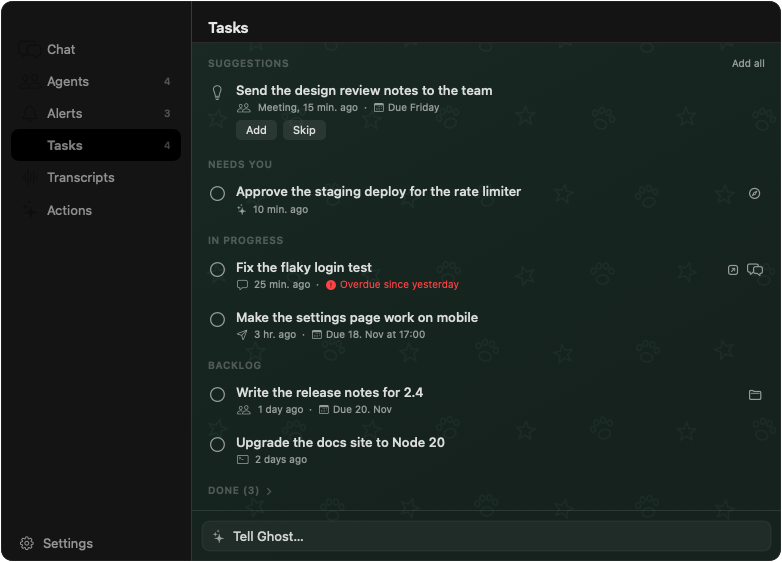 Tasks
Chat
Agents 4
Alerts 3
Tasks 4
Transcripts
Actions
Settings
SUGGESTIONS Add all
Send the design review notes to the team
Meeting, 15 min. ago · Due Friday
Add Skip
NEEDS YOU
Approve the staging deploy for the rate limiter
10 min. ago
IN PROGRESS
Fix the flaky login test
25 min. ago · Overdue since yesterday
Make the settings page work on mobile
3 hr. ago · Due 18. Nov at 17:00
BACKLOG
Write the release notes for 2.4
1 day ago · Due 20. Nov
Upgrade the docs site to Node 20
2 days ago
DONE (3) >
Tell Ghost...